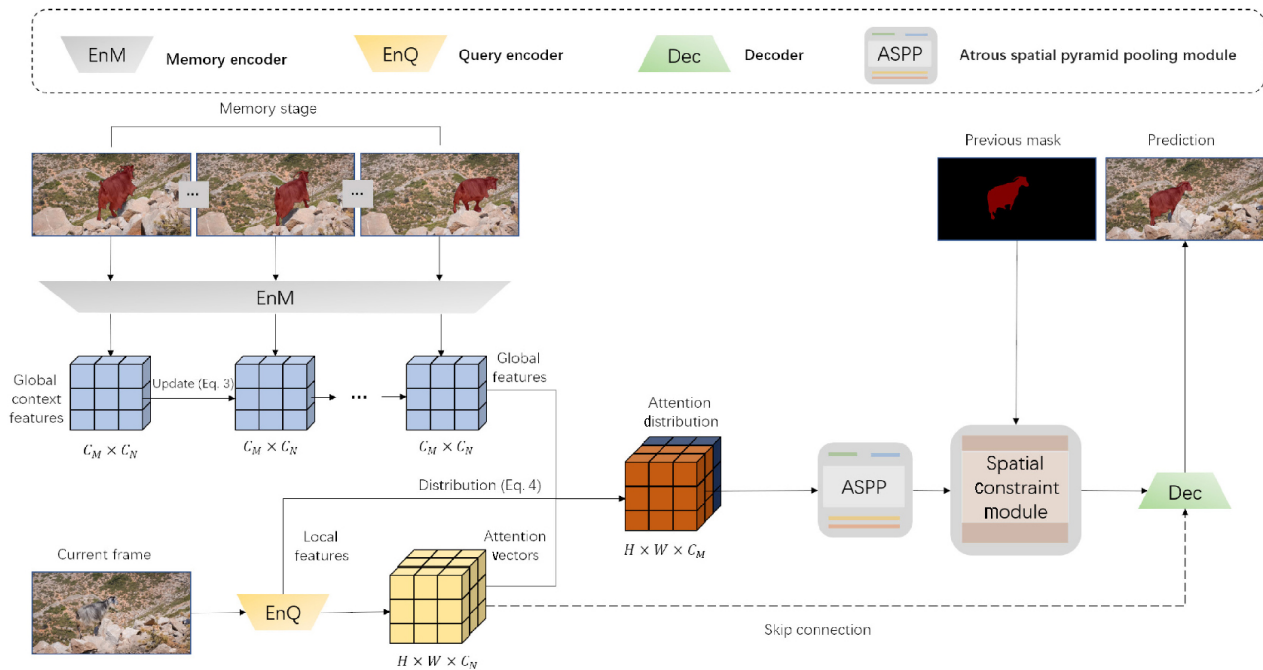 EnM
Memory encoder
EnQ
Query encoder
Dec
Decoder
ASPP
Atrous spatial pyramid pooling module
Memory stage
Previous mask
Prediction
...
...
EnM
Global
context
features
Update (Eq. 3)
...
Global
features
C_M × C_N
C_M × C_N
C_M × C_N
Attention
distribution
ASPP
Spatial
constraint
module
Dec
Distribution (Eq. 4)
H × W × C_M
Current frame
Local
features
Attention
vectors
EnQ
Skip connection
H × W × C_N